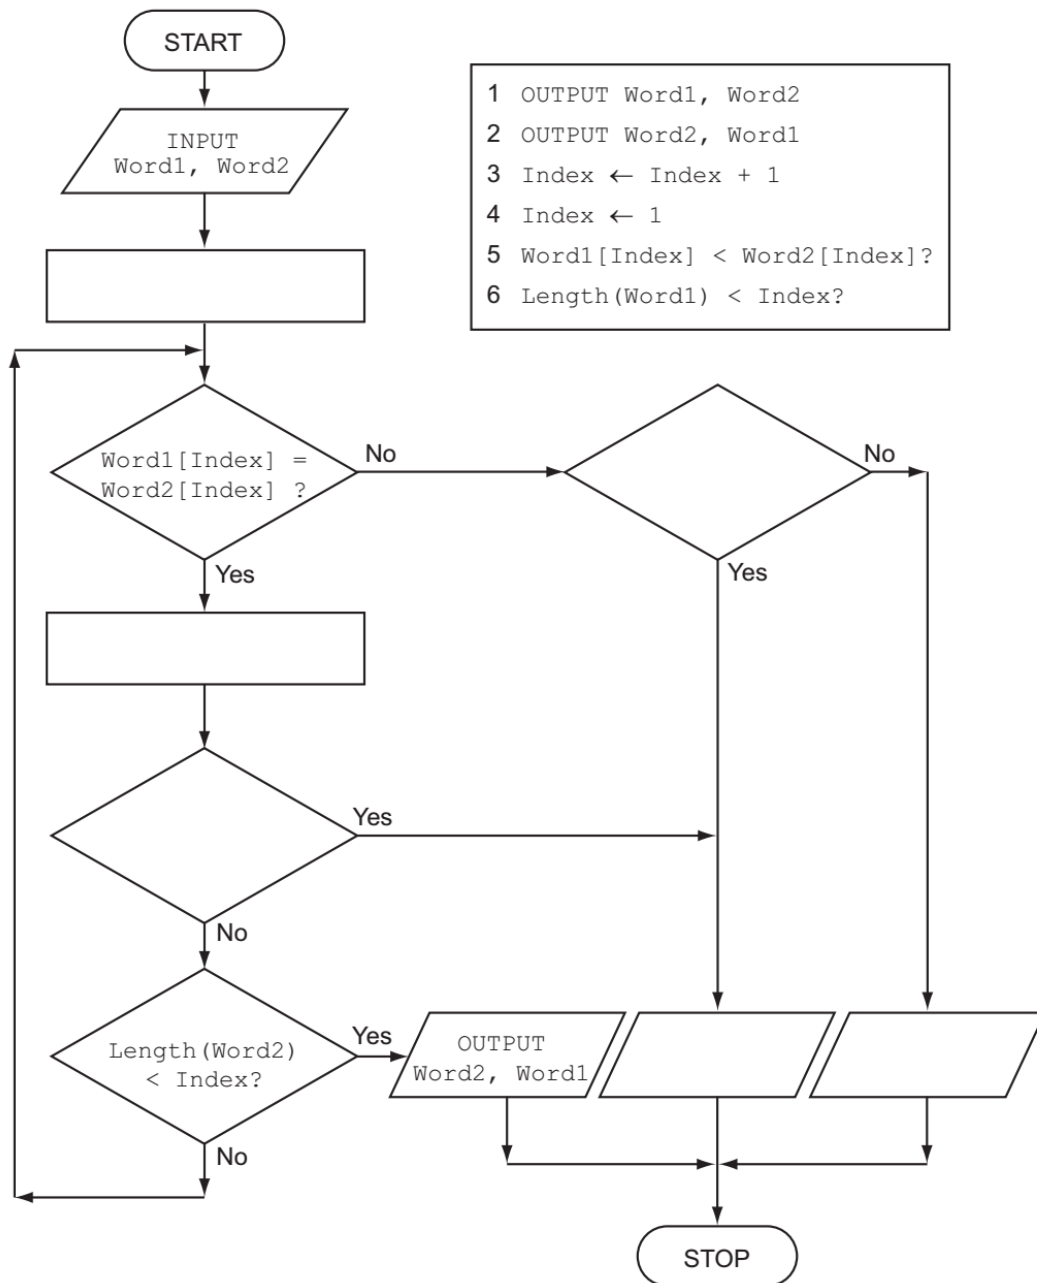 START
INPUT
Word1, Word2
1 OUTPUT Word1, Word2
2 OUTPUT Word2, Word1
3 Index ← Index + 1
4 Index ← 1
5 Word1[Index] < Word2[Index]?
6 Length(Word1) < Index?
Word1[Index] =
Word2[Index] ?
No
No
Yes
Yes
Yes
No
Length(Word2)
< Index?
Yes
OUTPUT
Word2, Word1
No
STOP